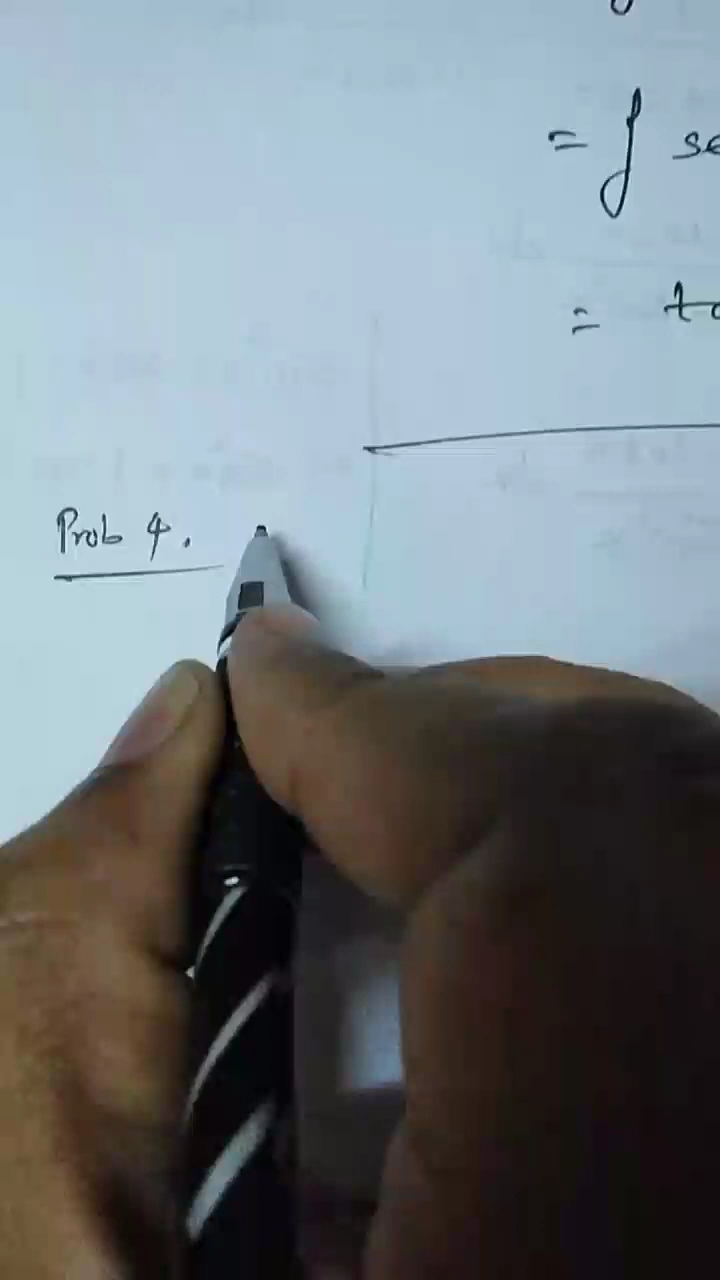 = ∫ se
= ta
Prob 4.